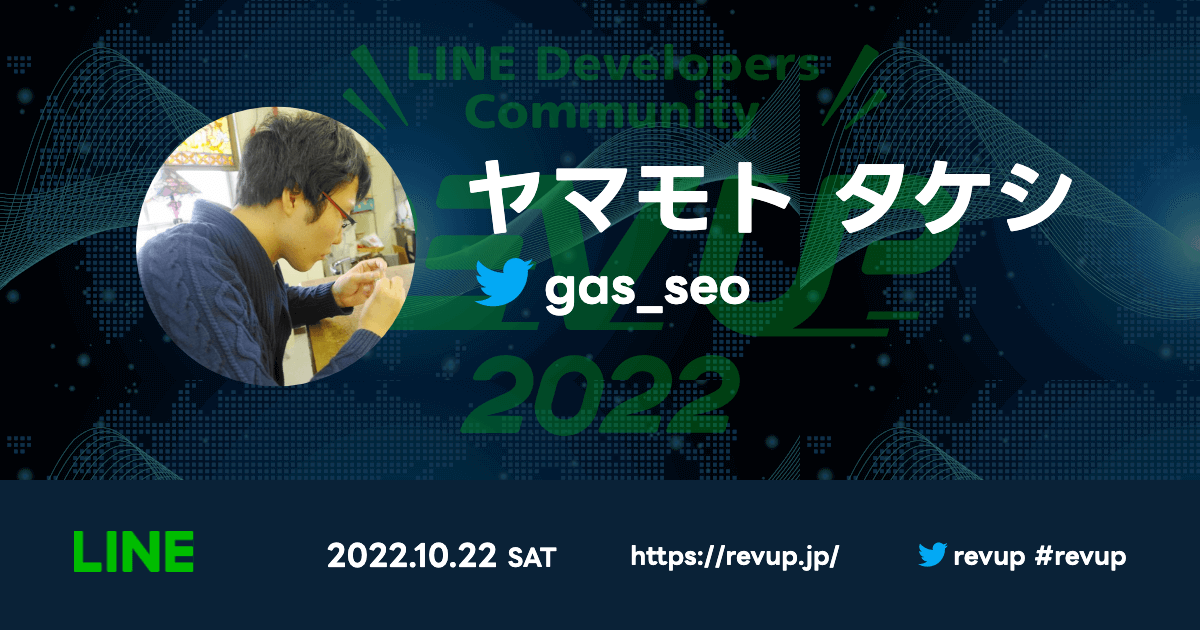 LINE Developers
Community
REVUP
2022
ヤマモト タケシ
gas_seo
LINE
2022.10.22 SAT
https://revup.jp/
revup #revup